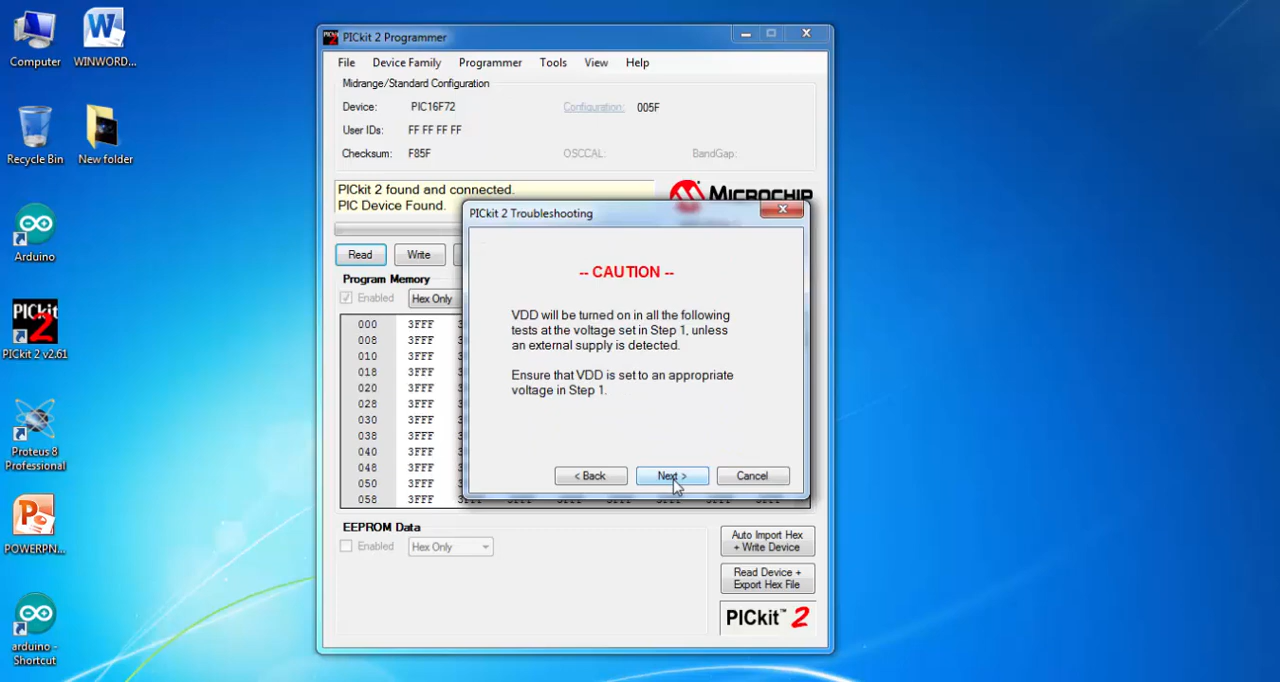 Computer
WINWORD...
Recycle Bin
New folder
Arduino
PICkit
2
PICkit 2 v2.61
Proteus 8
Professional
POWERPN...
arduino -
Shortcut
PICkit 2 Programmer
File Device Family Programmer Tools View Help
Midrange/Standard Configuration
Device: PIC16F72 Configuration: 005F
User IDs: FF FF FF FF
Checksum: F85F OSCCAL: BandGap:
PICkit 2 found and connected.
PIC Device Found.
MICROCHIP
Read Write
Program Memory
Enabled Hex Only
000 3FFF
008 3FFF
010 3FFF
018 3FFF
020 3FFF
028 3FFF
030 3FFF
038 3FFF
040 3FFF
048 3FFF
050 3FFF
058 3FFF
PICkit 2 Troubleshooting
-- CAUTION --
VDD will be turned on in all the following
tests at the voltage set in Step 1, unless
an external supply is detected.
Ensure that VDD is set to an appropriate
voltage in Step 1.
< Back Next > Cancel
EEPROM Data
Enabled Hex Only
Auto Import Hex
+ Write Device
Read Device +
Export Hex File
PICkit™ 2